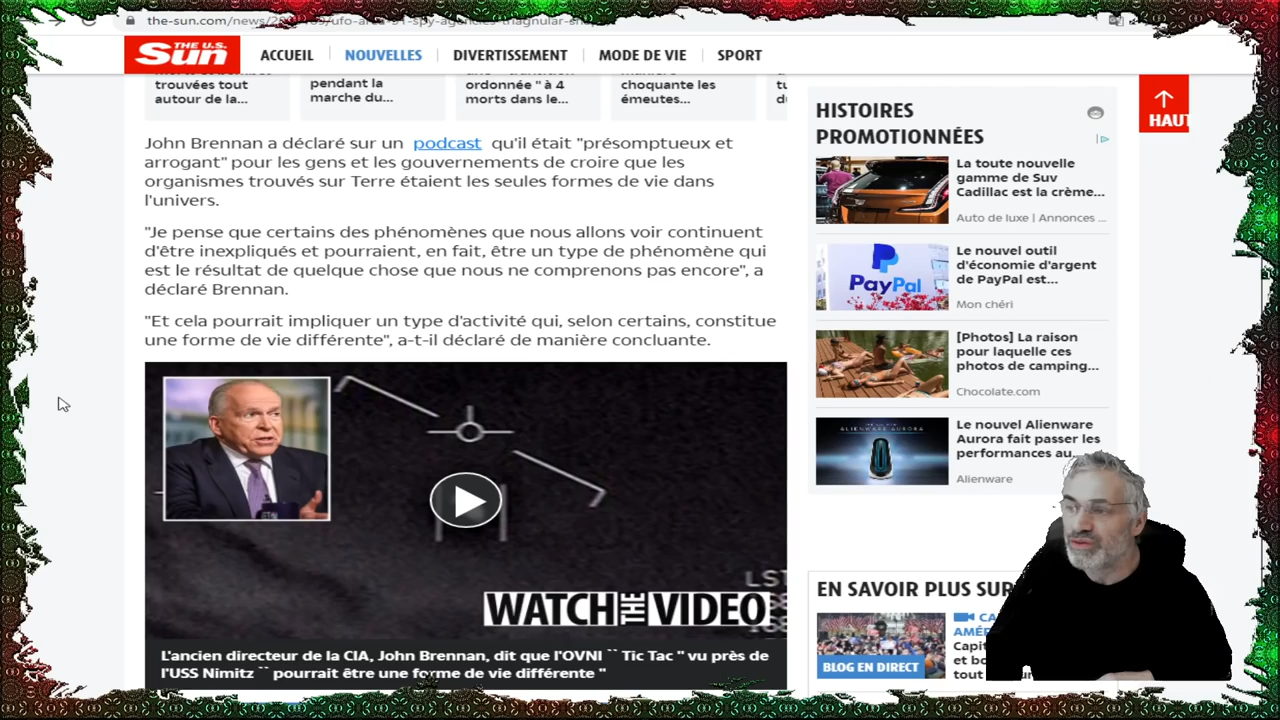 the-sun.com/news/
THE U.S. Sun
ACCUEIL
NOUVELLES
DIVERTISSEMENT
MODE DE VIE
SPORT
trouvées tout
autour de la...
pendant la
marche du...
ordonnée " à 4
morts dans le...
choquante les
émeutes...
HAUT
John Brennan a déclaré sur un podcast qu'il était "présomptueux et
arrogant" pour les gens et les gouvernements de croire que les
organismes trouvés sur Terre étaient les seules formes de vie dans
l'univers.
"Je pense que certains des phénomènes que nous allons voir continuent
d'être inexpliqués et pourraient, en fait, être un type de phénomène qui
est le résultat de quelque chose que nous ne comprenons pas encore", a
déclaré Brennan.
"Et cela pourrait impliquer un type d'activité qui, selon certains, constitue
une forme de vie différente", a-t-il déclaré de manière concluante.
LST
WATCH THE VIDEO
L'ancien directeur de la CIA, John Brennan, dit que l'OVNI `` Tic Tac " vu près de
l'USS Nimitz `` pourrait être une forme de vie différente "
HISTOIRES
PROMOTIONNÉES
La toute nouvelle
gamme de Suv
Cadillac est la crème...
Auto de luxe | Annonces ...
PayPal
Le nouvel outil
d'économie d'argent
de PayPal est...
Mon chéri
[Photos] La raison
pour laquelle ces
photos de camping...
Chocolate.com
ALIENWARE AURORA
Le nouvel Alienware
Aurora fait passer les
performances au...
Alienware
EN SAVOIR PLUS SUR
BLOG EN DIRECT
CA
AMÉR
Capit
et bo
tout